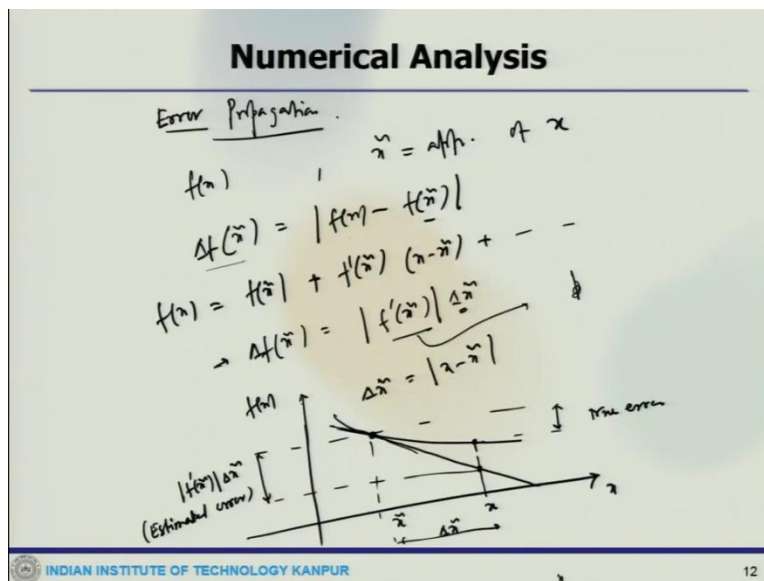 Numerical Analysis
Error Propagation.
f(x) , x̃ = app. of x
Δf(x̃) = |f(x) - f(x̃)|
f(x) = f(x̃) + f'(x̃) (x-x̃) + - -
→ Δf(x̃) = |f'(x̃)| Δx̃
Δx̃ = |x-x̃|
f(x)
True error
|f'(x̃)|Δx̃
(Estimated error)
x̃ x x
Δx̃
INDIAN INSTITUTE OF TECHNOLOGY KANPUR 12